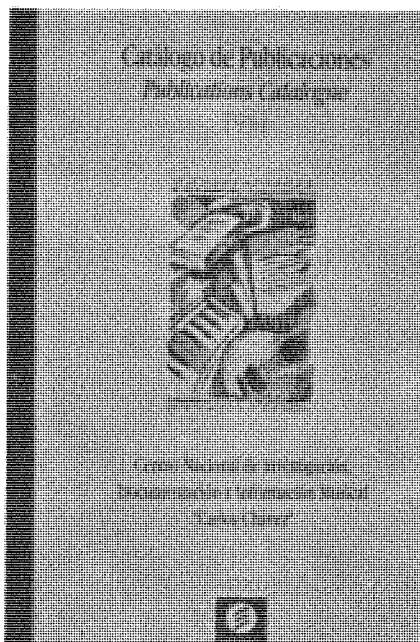 Catálogo de Publicaciones
Publications Catalogue
Centro Nacional de Investigación,
Documentación e Información Musical
"Carlos Chávez"